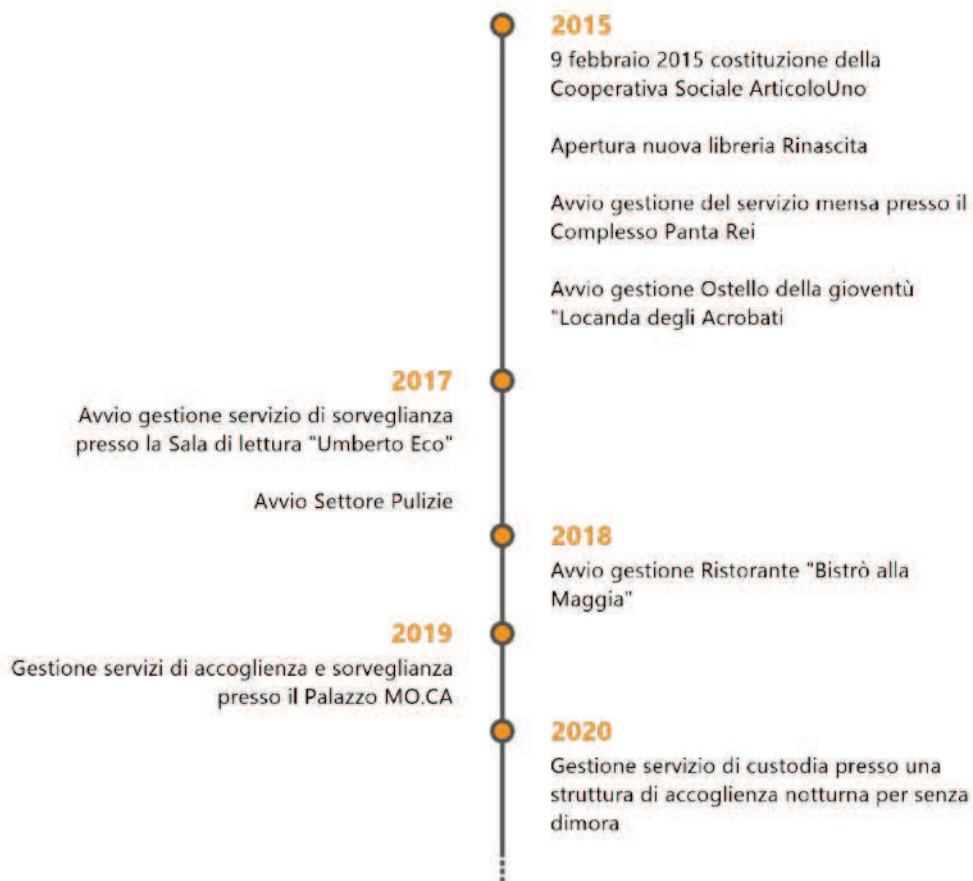 2015
9 febbraio 2015 costituzione della
Cooperativa Sociale ArticoloUno
Apertura nuova libreria Rinascita
Avvio gestione del servizio mensa presso il
Complesso Panta Rei
Avvio gestione Ostello della gioventù
"Locanda degli Acrobati
2017
Avvio gestione servizio di sorveglianza
presso la Sala di lettura "Umberto Eco"
Avvio Settore Pulizie
2018
Avvio gestione Ristorante "Bistrò alla
Maggia"
2019
Gestione servizi di accoglienza e sorveglianza
presso il Palazzo MO.CA
2020
Gestione servizio di custodia presso una
struttura di accoglienza notturna per senza
dimora